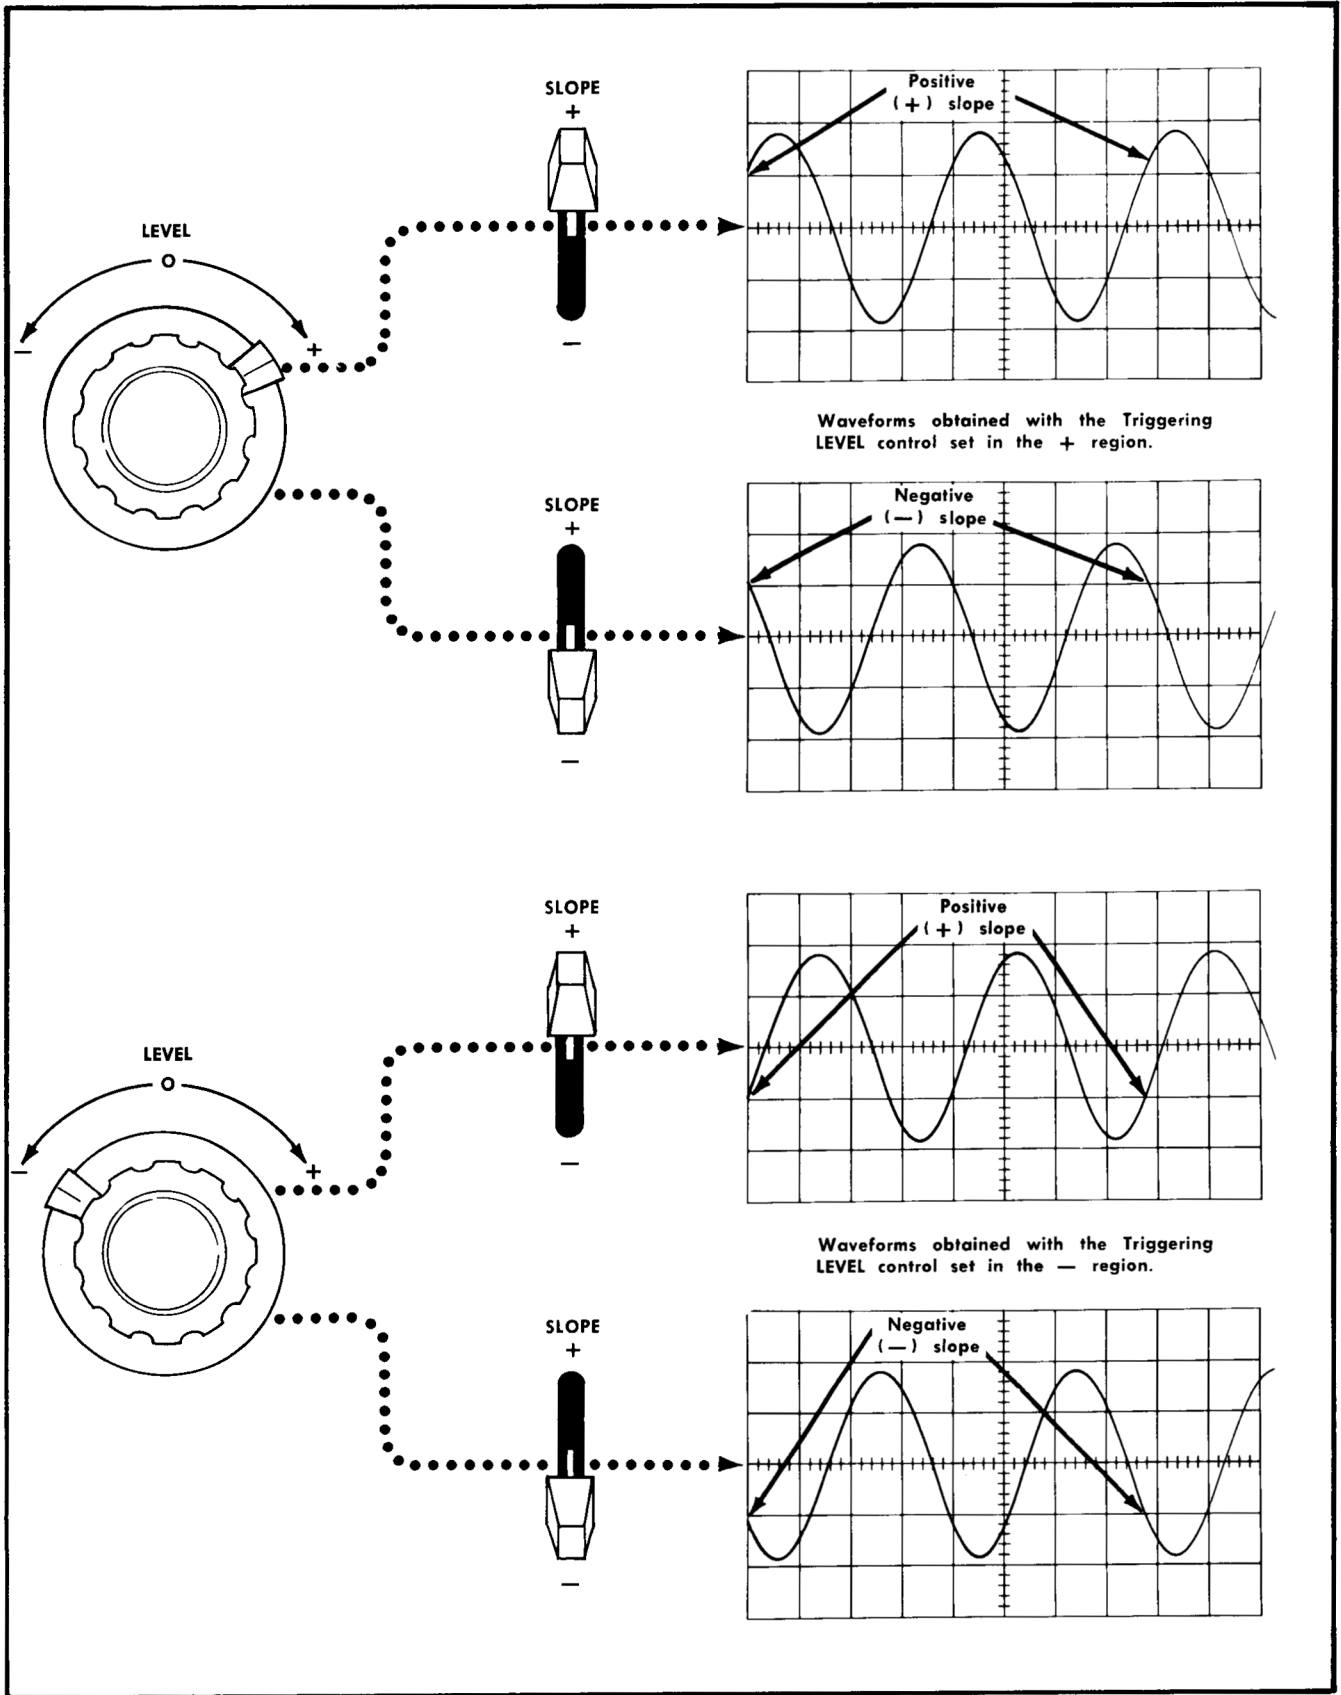 SLOPE
+
Positive
(+) slope
LEVEL
O
—
+
—
Waveforms obtained with the Triggering
LEVEL control set in the + region.
SLOPE
+
Negative
(—) slope
—
SLOPE
+
Positive
(+) slope
LEVEL
O
—
+
—
Waveforms obtained with the Triggering
LEVEL control set in the — region.
SLOPE
+
Negative
(—) slope
—